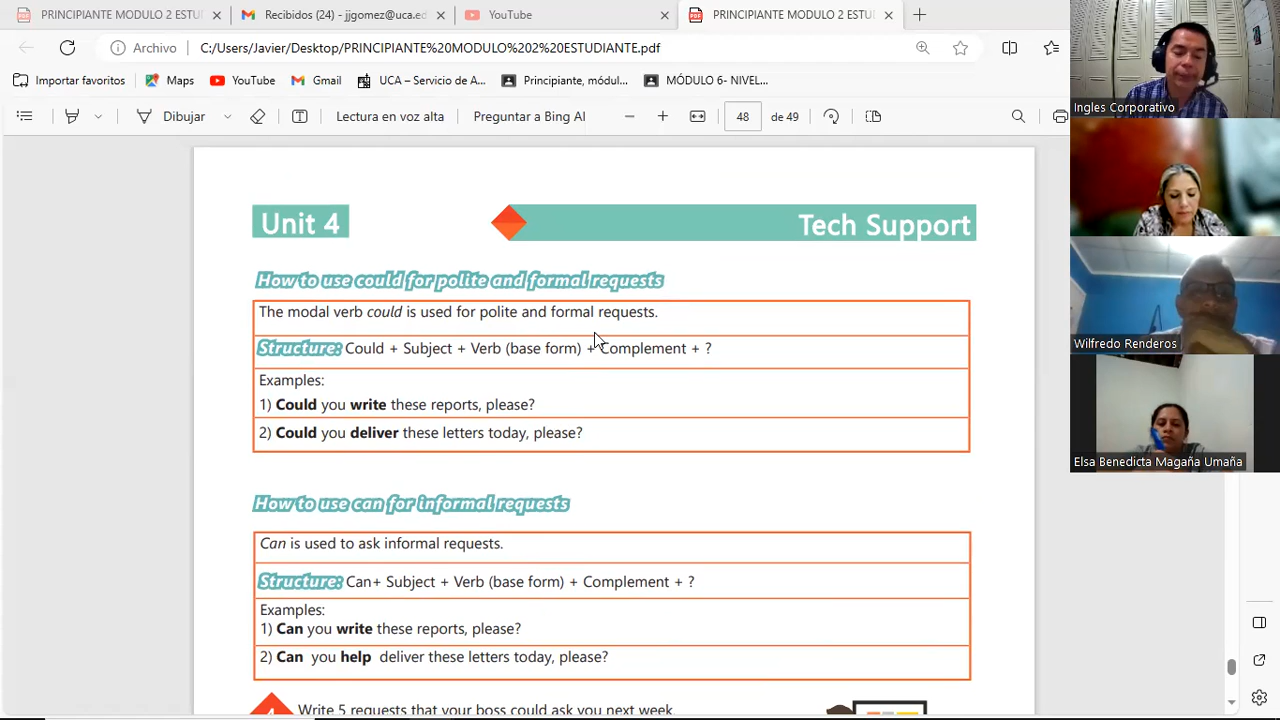 PRINCIPIANTE MODULO 2 ESTUDI
Recibidos (24) - jjgomez@uca.ed
YouTube
PRINCIPIANTE MODULO 2 ESTU
Archivo
C:/Users/Javier/Desktop/PRINCIPIANTE%20MODULO%202%20ESTUDIANTE.pdf
Importar favoritos
Maps
YouTube
Gmail
UCA – Servicio de A...
Principiante, módul...
MÓDULO 6- NIVEL...
Dibujar
Lectura en voz alta
Preguntar a Bing AI
48
de 49
Unit 4
Tech Support
How to use could for polite and formal requests
The modal verb could is used for polite and formal requests.
Structure: Could + Subject + Verb (base form) + Complement + ?
Examples:
1) Could you write these reports, please?
2) Could you deliver these letters today, please?
How to use can for informal requests
Can is used to ask informal requests.
Structure: Can+ Subject + Verb (base form) + Complement + ?
Examples:
1) Can you write these reports, please?
2) Can you help deliver these letters today, please?
Write 5 requests that your boss could ask you next week.
Ingles Corporativo
Wilfredo Renderos
Elsa Benedicta Magaña Umaña